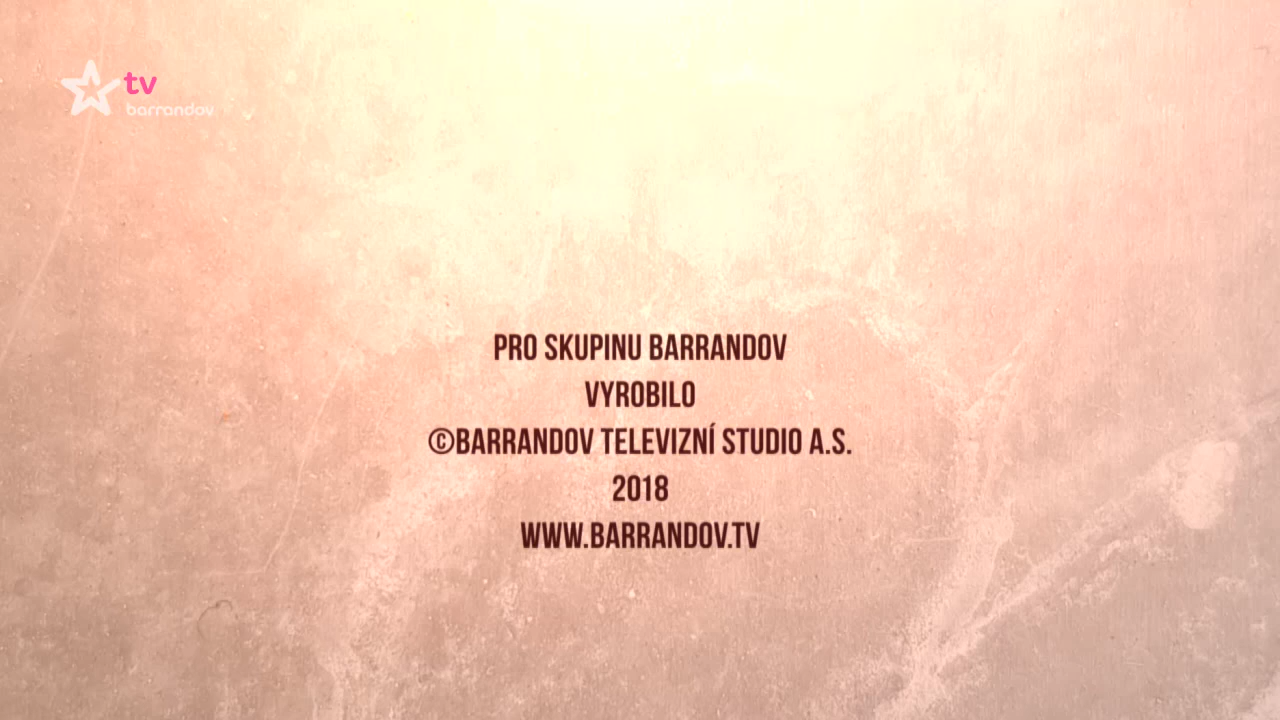 tv
barrandov
PRO SKUPINU BARRANDOV
VYROBILO
©BARRANDOV TELEVIZNÍ STUDIO A.S.
2018
WWW.BARRANDOV.TV